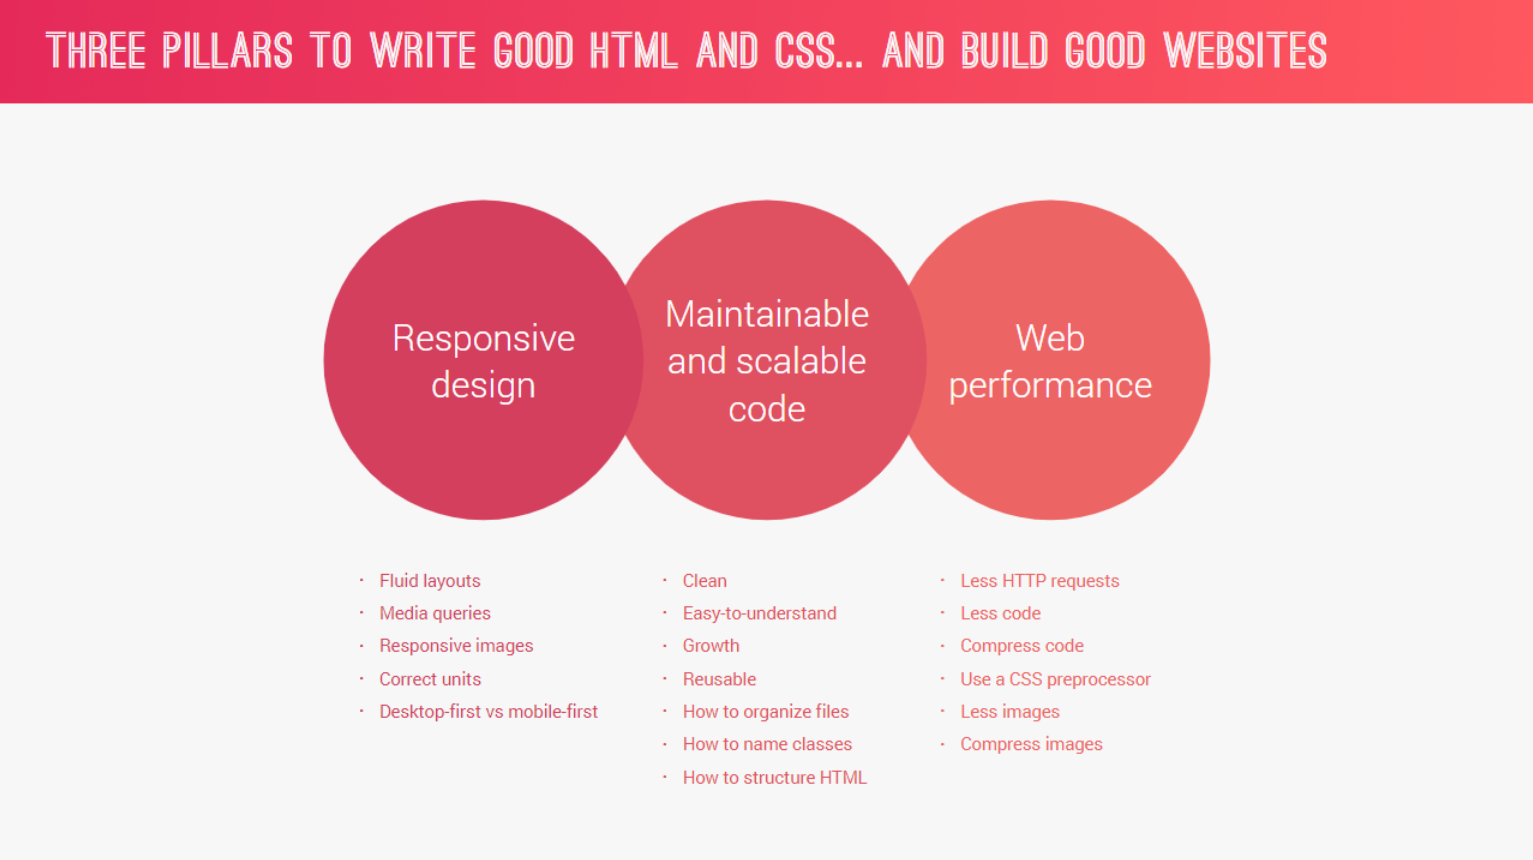 THREE PILLARS TO WRITE GOOD HTML AND CSS... AND BUILD GOOD WEBSITES
Responsive
design
Maintainable
and scalable
code
Web
performance
· Fluid layouts
· Media queries
· Responsive images
· Correct units
· Desktop-first vs mobile-first
· Clean
· Easy-to-understand
· Growth
· Reusable
· How to organize files
· How to name classes
· How to structure HTML
· Less HTTP requests
· Less code
· Compress code
· Use a CSS preprocessor
· Less images
· Compress images